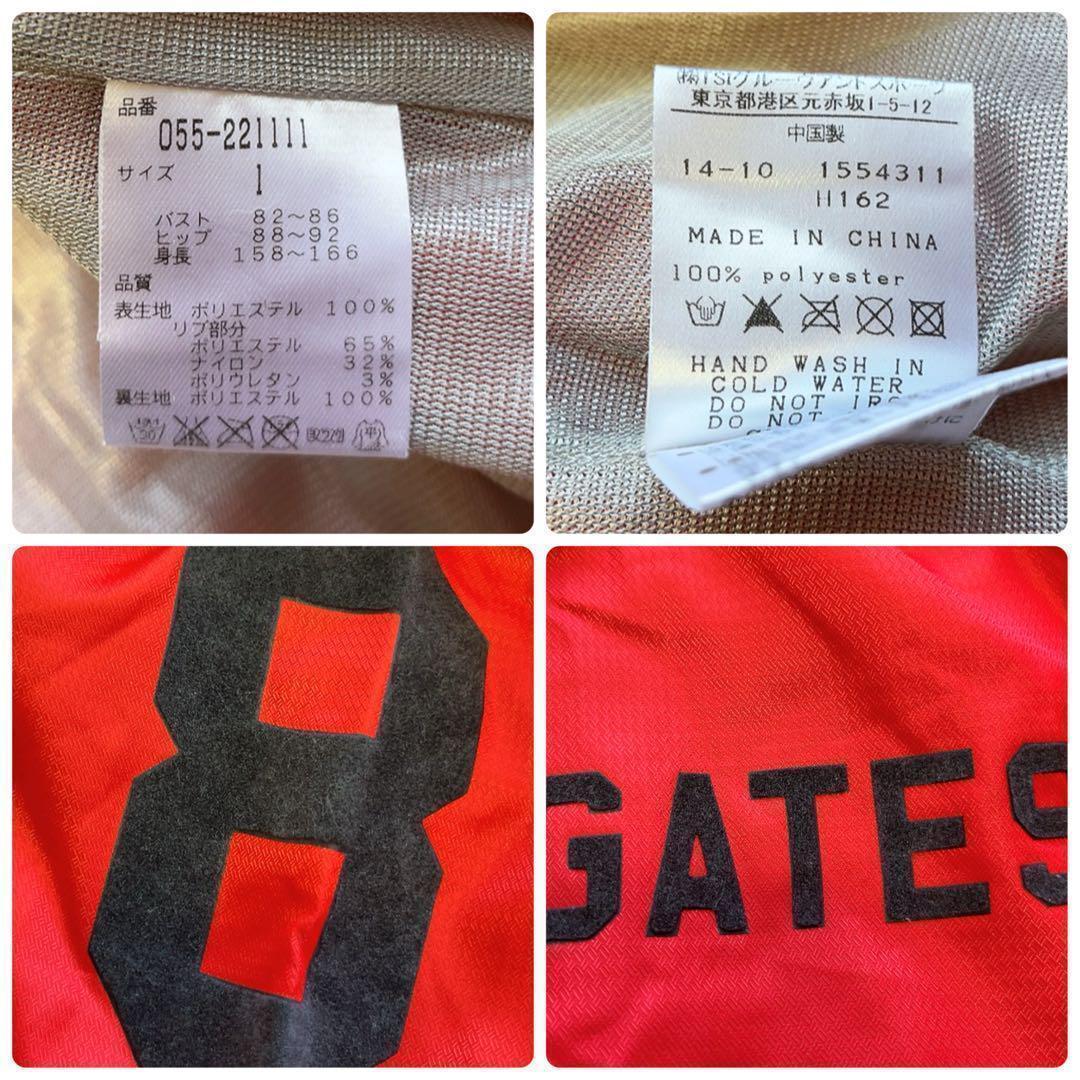 品番
055-221111
サイズ 1
バスト 82～86
ヒップ 88～92
身長 158～166
品質
表生地 ポリエステル 100%
リブ部分
ポリエステル 65%
ナイロン 32%
ポリウレタン 3%
裏生地 ポリエステル 100%
㈱TSIグルーヴアンドスポーツ
東京都港区元赤坂1-5-12
中国製
14-10 1554311
H162
MADE IN CHINA
100% polyester
HAND WASH IN
COLD WATER
DO NOT
DO NOT
8
GATES